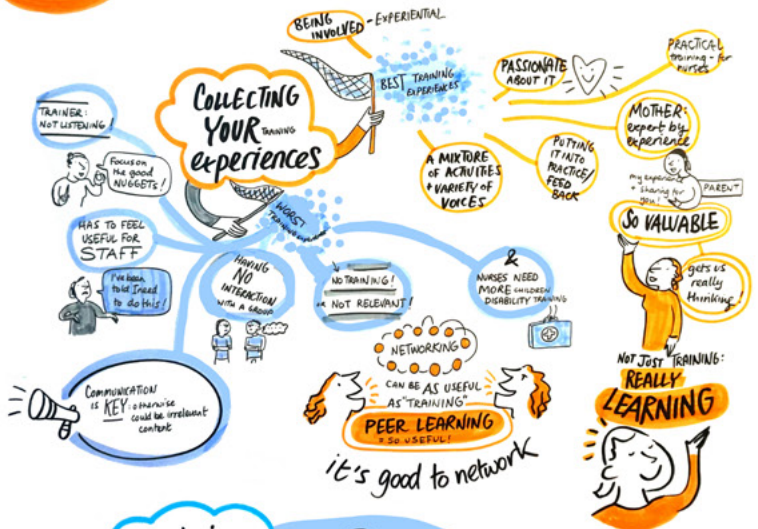 COLLECTING
YOUR TRAINING
experiences
BEING
INVOLVED - EXPERIENTIAL
BEST TRAINING
EXPERIENCES
PASSIONATE
ABOUT IT
PRACTICAL
training - for
nurses
MOTHER:
expert by
experience
my experience
+ sharing for
you!
PARENT
SO VALUABLE
gets us
really
thinking!
NOT JUST TRAINING:
REALLY
LEARNING
A MIXTURE
OF ACTIVITIES
+ VARIETY OF
VOICES
PUTTING
IT INTO
PRACTICE/
FEED
BACK
WORST
TRAINING
TRAINER:
NOT LISTENING!
Focus on
the good
NUGGETS!
HAS TO FEEL
USEFUL FOR
STAFF
I've been
told I need
to do this!
HAVING
NO
INTERACTION
WITH A GROUP
NO TRAINING!
or NOT RELEVANT!
&
NURSES NEED
MORE CHILDREN
DISABILITY TRAINING
COMMUNICATION
is KEY: otherwise
could be irrelevant
content
NETWORKING
CAN BE AS USEFUL
AS "TRAINING"
PEER LEARNING
= SO USEFUL!
it's good to network